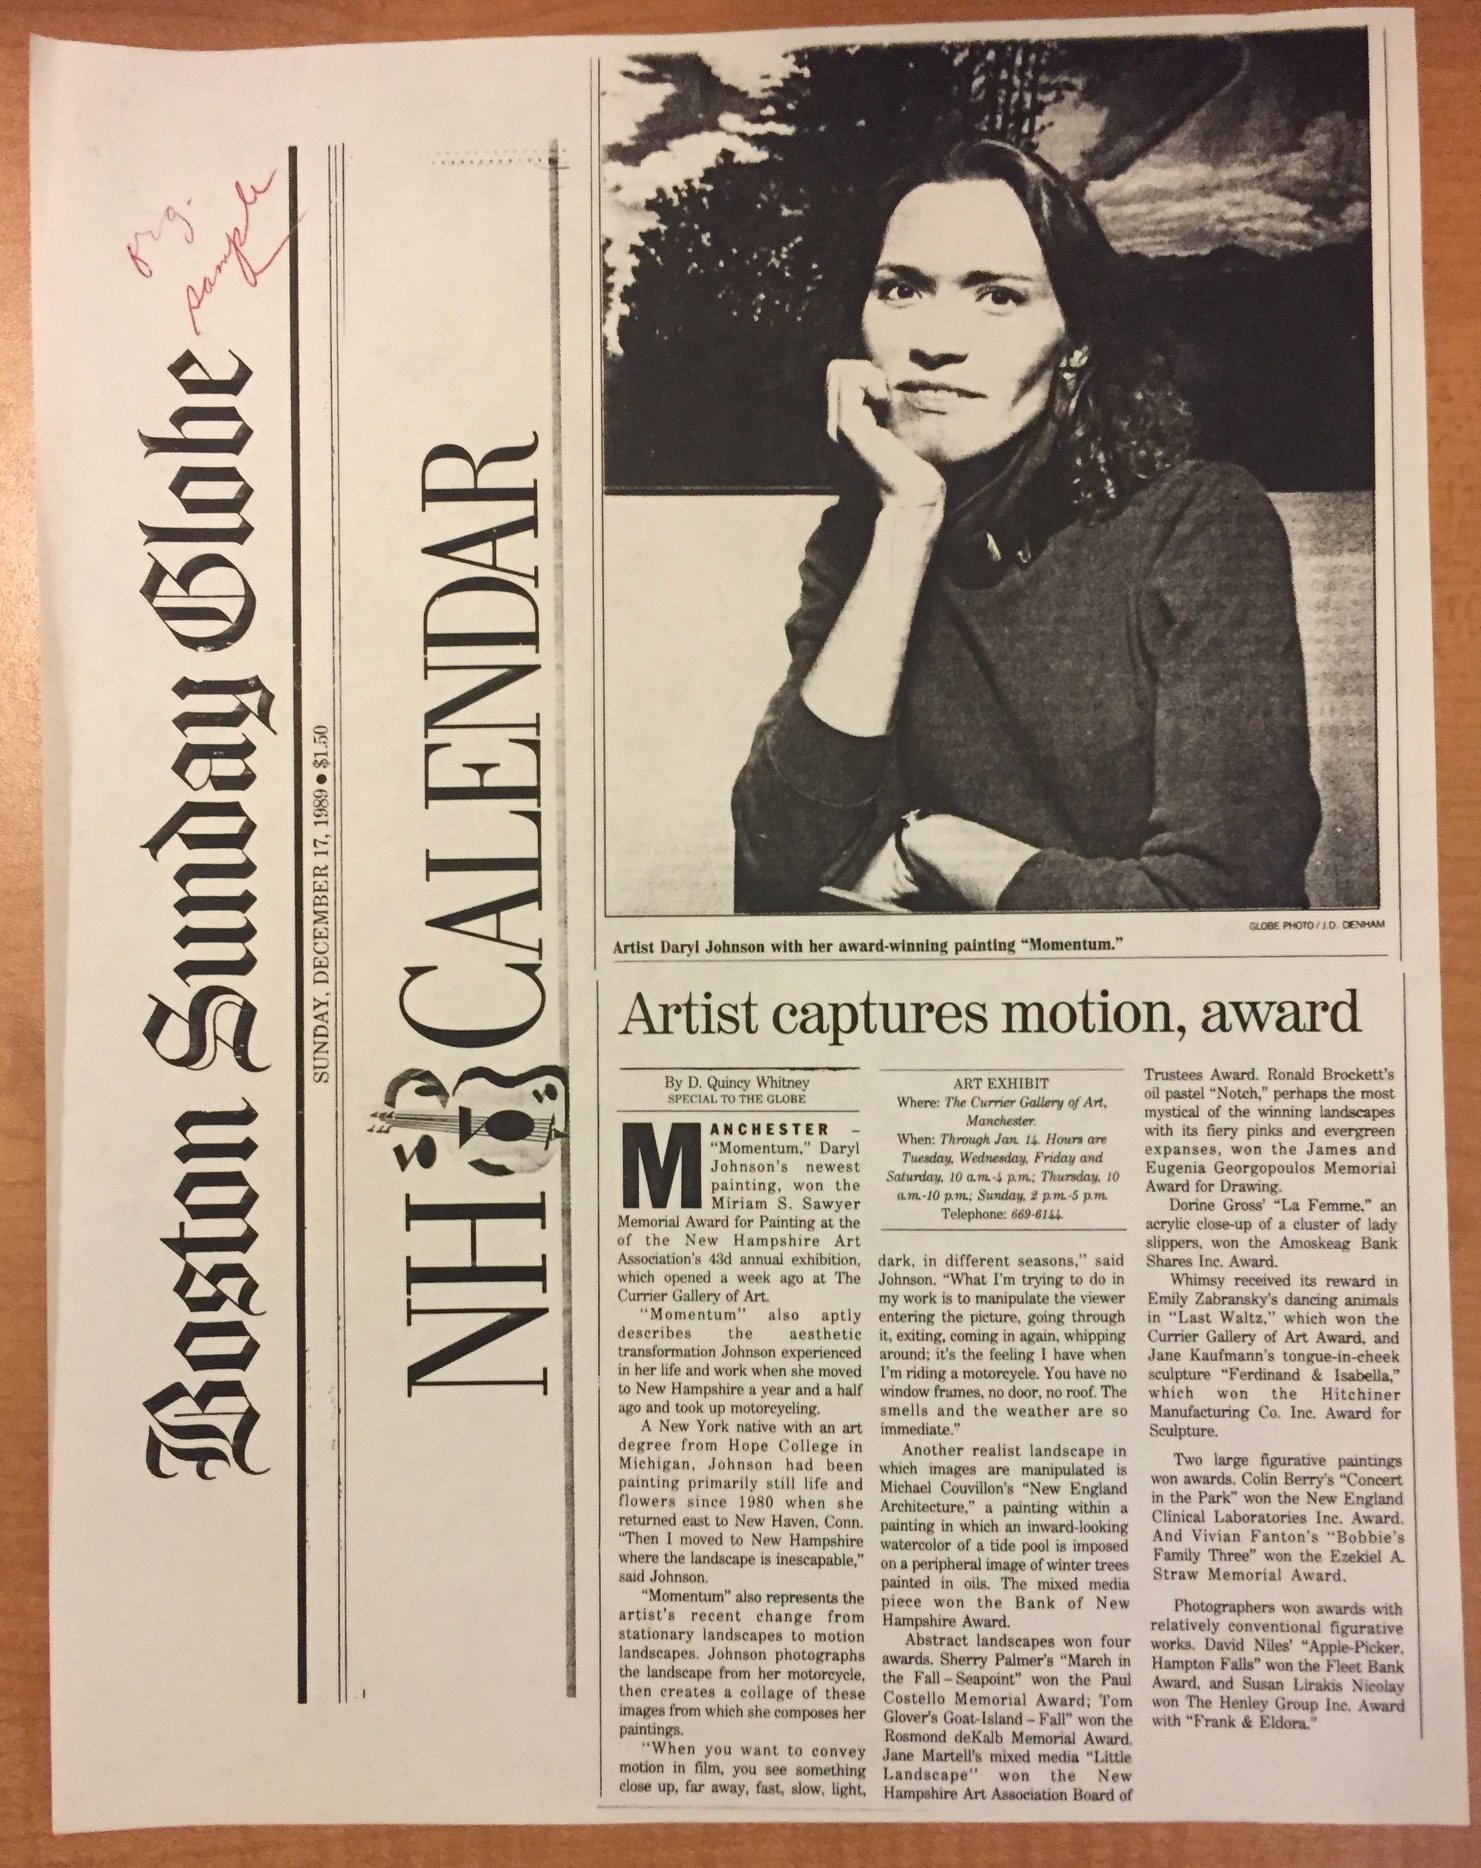 org.
sample
Boston Sunday Globe
SUNDAY, DECEMBER 17, 1989 • $1.50
NH CALENDAR
GLOBE PHOTO / J.D. DENHAM
Artist Daryl Johnson with her award-winning painting “Momentum.”
Artist captures motion, award
By D. Quincy Whitney
SPECIAL TO THE GLOBE
MANCHESTER –
“Momentum,” Daryl
Johnson's newest
painting, won the
Miriam S. Sawyer
Memorial Award for Painting at the
of the New Hampshire Art
Association's 43d annual exhibition,
which opened a week ago at The
Currier Gallery of Art.
“Momentum” also aptly
describes the aesthetic
transformation Johnson experienced
in her life and work when she moved
to New Hampshire a year and a half
ago and took up motorcycling.
A New York native with an art
degree from Hope College in
Michigan, Johnson had been
painting primarily still life and
flowers since 1980 when she
returned east to New Haven, Conn.
“Then I moved to New Hampshire
where the landscape is inescapable,”
said Johnson.
“Momentum” also represents the
artist's recent change from
stationary landscapes to motion
landscapes. Johnson photographs
the landscape from her motorcycle,
then creates a collage of these
images from which she composes her
paintings.
“When you want to convey
motion in film, you see something
close up, far away, fast, slow, light,
ART EXHIBIT
Where: The Currier Gallery of Art,
Manchester.
When: Through Jan. 14. Hours are
Tuesday, Wednesday, Friday and
Saturday, 10 a.m.-4 p.m.; Thursday, 10
a.m.-10 p.m.; Sunday, 2 p.m.-5 p.m.
Telephone: 669-6144.
dark, in different seasons,” said
Johnson. “What I'm trying to do in
my work is to manipulate the viewer
entering the picture, going through
it, exiting, coming in again, whipping
around; it's the feeling I have when
I'm riding a motorcycle. You have no
window frames, no door, no roof. The
smells and the weather are so
immediate.”
Another realist landscape in
which images are manipulated is
Michael Couvillon's “New England
Architecture,” a painting within a
painting in which an inward-looking
watercolor of a tide pool is imposed
on a peripheral image of winter trees
painted in oils. The mixed media
piece won the Bank of New
Hampshire Award.
Abstract landscapes won four
awards. Sherry Palmer's “March in
the Fall – Seapoint” won the Paul
Costello Memorial Award; Tom
Glover's Goat-Island – Fall” won the
Rosmond deKalb Memorial Award.
Jane Martell's mixed media “Little
Landscape” won the New
Hampshire Art Association Board of
Trustees Award. Ronald Brockett's
oil pastel “Notch,” perhaps the most
mystical of the winning landscapes
with its fiery pinks and evergreen
expanses, won the James and
Eugenia Georgopoulos Memorial
Award for Drawing.
Dorine Gross' “La Femme,” an
acrylic close-up of a cluster of lady
slippers, won the Amoskeag Bank
Shares Inc. Award.
Whimsy received its reward in
Emily Zabransky's dancing animals
in “Last Waltz,” which won the
Currier Gallery of Art Award, and
Jane Kaufmann's tongue-in-cheek
sculpture “Ferdinand & Isabella,”
which won the Hitchiner
Manufacturing Co. Inc. Award for
Sculpture.
Two large figurative paintings
won awards. Colin Berry's “Concert
in the Park” won the New England
Clinical Laboratories Inc. Award.
And Vivian Fanton's “Bobbie's
Family Three” won the Ezekiel A.
Straw Memorial Award.
Photographers won awards with
relatively conventional figurative
works. David Niles' “Apple-Picker,
Hampton Falls” won the Fleet Bank
Award, and Susan Lirakis Nicolay
won The Henley Group Inc. Award
with “Frank & Eldora.”